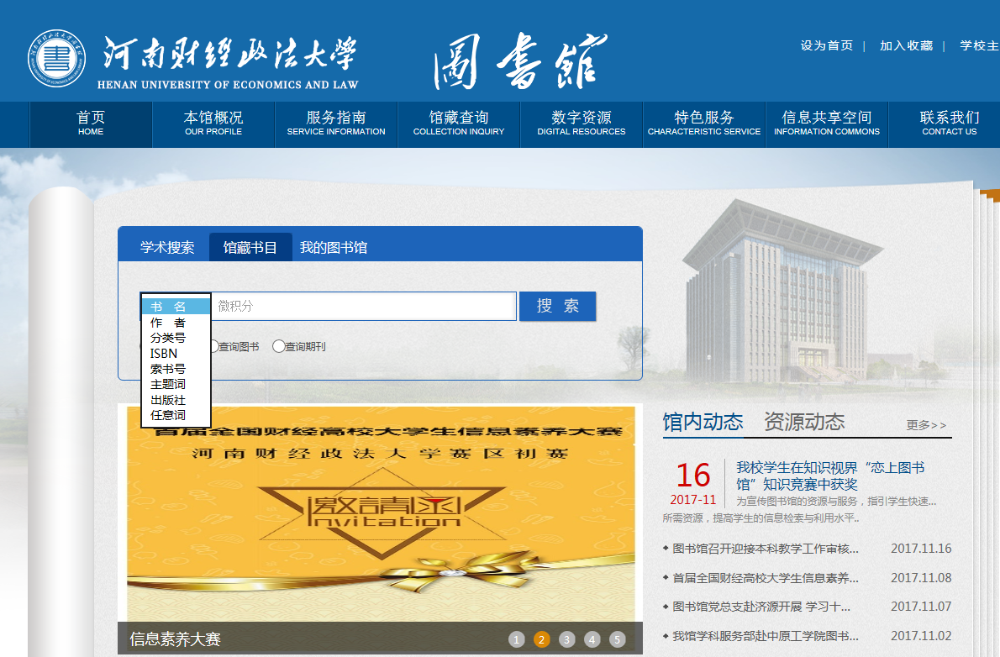 河南财经政法大学
HENAN UNIVERSITY OF ECONOMICS AND LAW
圖書館
设为首页 | 加入收藏 | 学校主
首页 本馆概况 服务指南 馆藏查询 数字资源 特色服务 信息共享空间 联系我们
HOME OUR PROFILE SERVICE INFORMATION COLLECTION INQUIRY DIGITAL RESOURCES CHARACTERISTIC SERVICE INFORMATION COMMONS CONTACT US
学术搜索 馆藏书目 我的图书馆
书 名 微积分 搜 索
作 者
分类号 查询图书 查询期刊
ISBN
索书号
主题词
出版社
任意词
首届全国财经高校大学生信息素养大赛
河南财经政法大学赛区初赛
邀請函
Invitation
信息素养大赛 1 2 3 4 5
馆内动态 资源动态 更多>>
16
2017-11
我校学生在知识视界“恋上图书
馆”知识竞赛中获奖
为宣传图书馆的资源与服务，指引学生快速...
所需资源，提高学生的信息检索与利用水平..
图书馆召开迎接本科教学工作审核... 2017.11.16
首届全国财经高校大学生信息素养... 2017.11.08
图书馆党总支赴济源开展 学习十... 2017.11.07
我馆学科服务部赴中原工学院图书... 2017.11.02